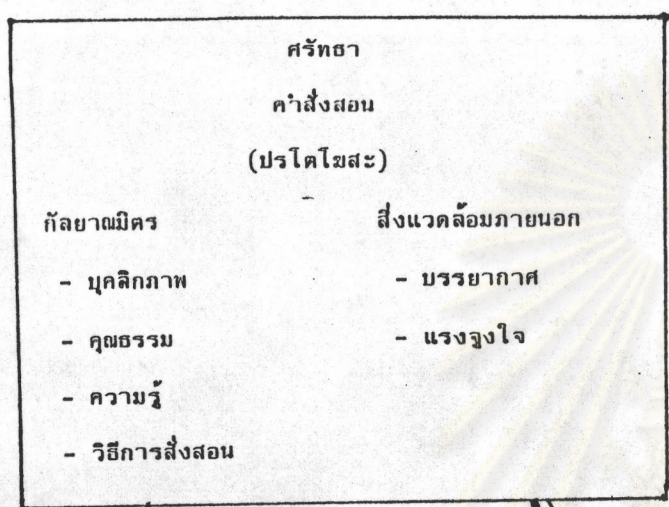 ศรัทธา
คำสั่งสอน
(ปรโตโฆสะ)
กัลยาณมิตร สิ่งแวดล้อมภายนอก
- บุคลิกภาพ - บรรยากาศ
- คุณธรรม - แรงจูงใจ
- ความรู้
- วิธีการสั่งสอน